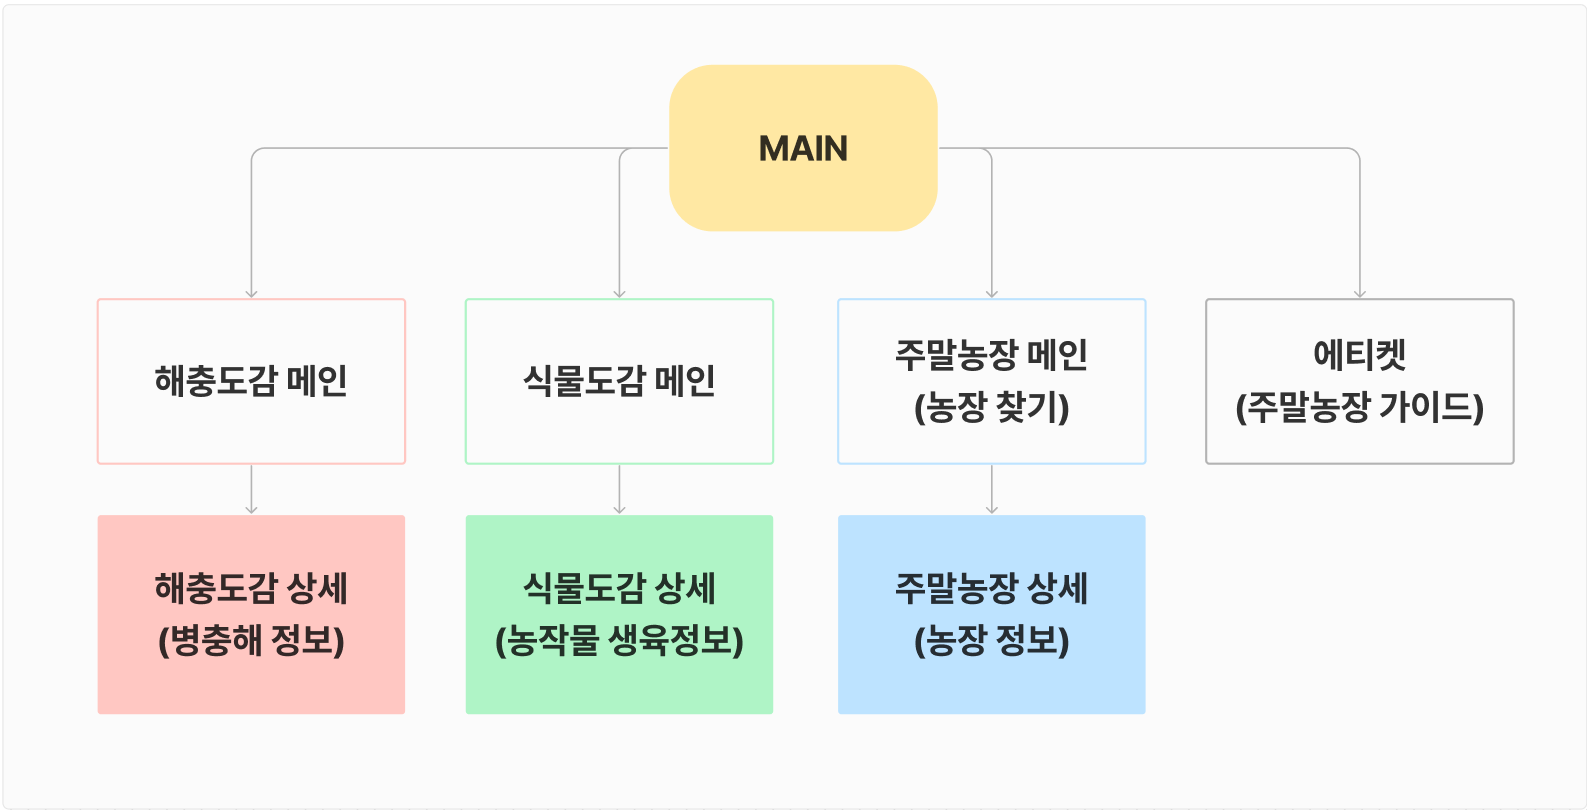 MAIN
해충도감 메인
식물도감 메인
주말농장 메인
(농장 찾기)
에티켓
(주말농장 가이드)
해충도감 상세
(병충해 정보)
식물도감 상세
(농작물 생육정보)
주말농장 상세
(농장 정보)